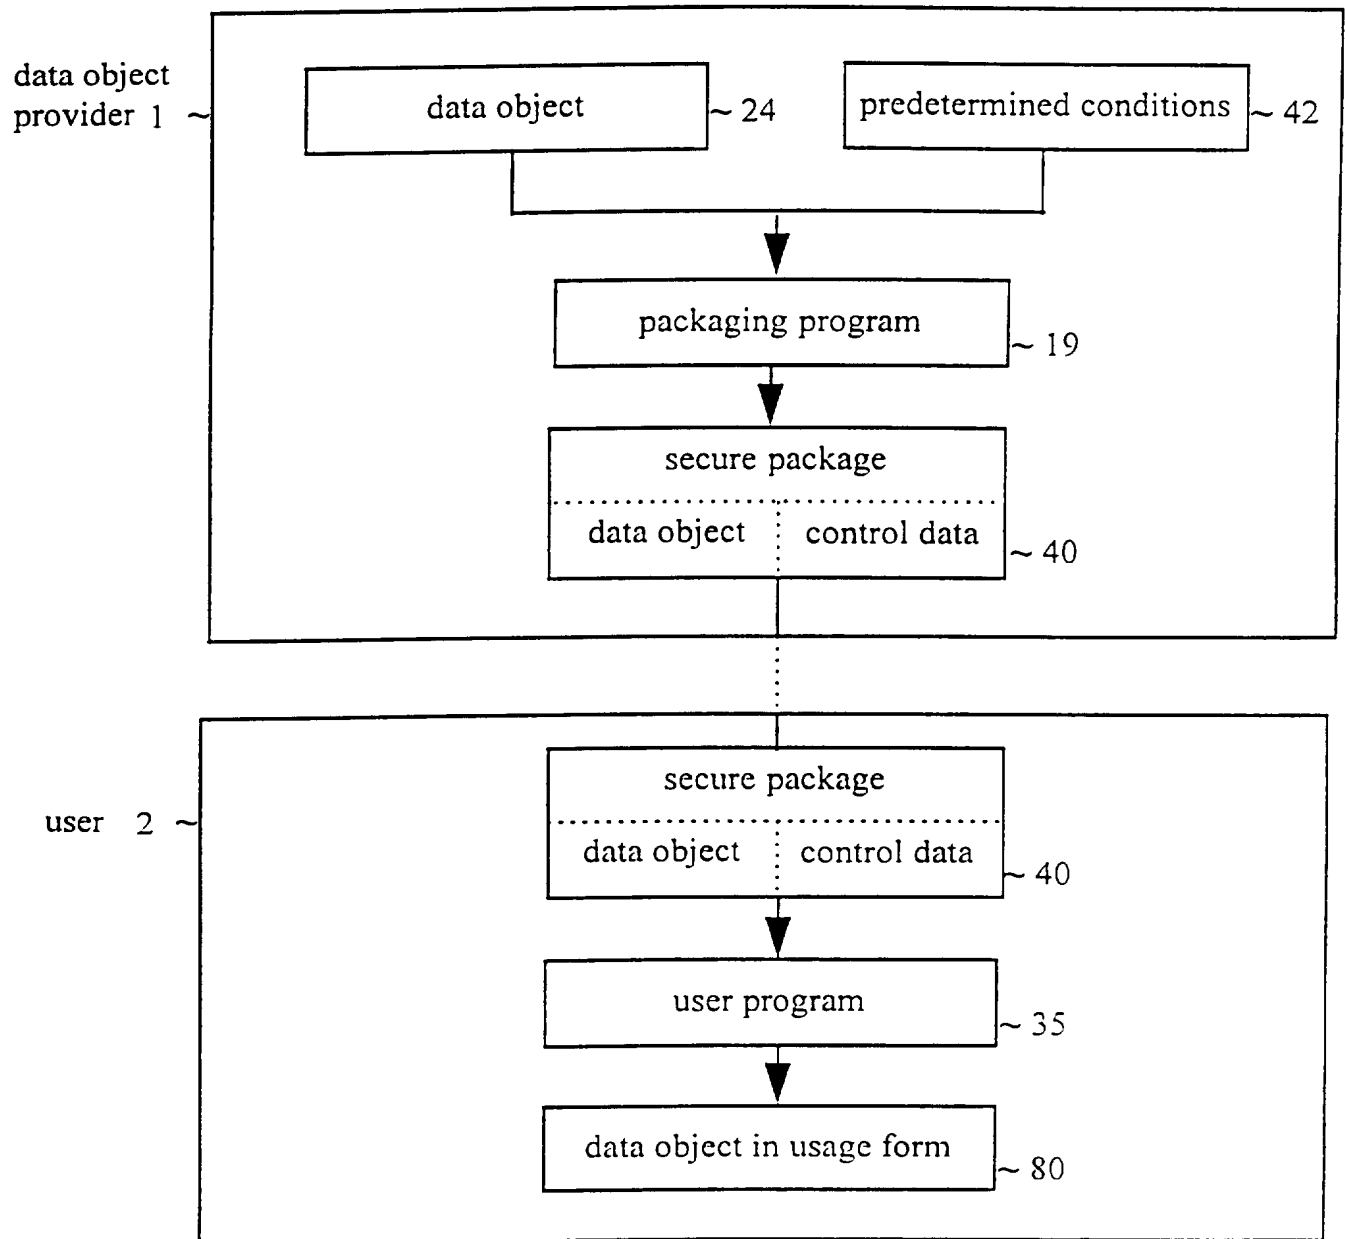 data object
provider 1 ~
data object ~ 24
predetermined conditions ~ 42
packaging program ~ 19
secure package
data object control data ~ 40
secure package
user 2 ~
data object control data ~ 40
user program ~ 35
data object in usage form ~ 80